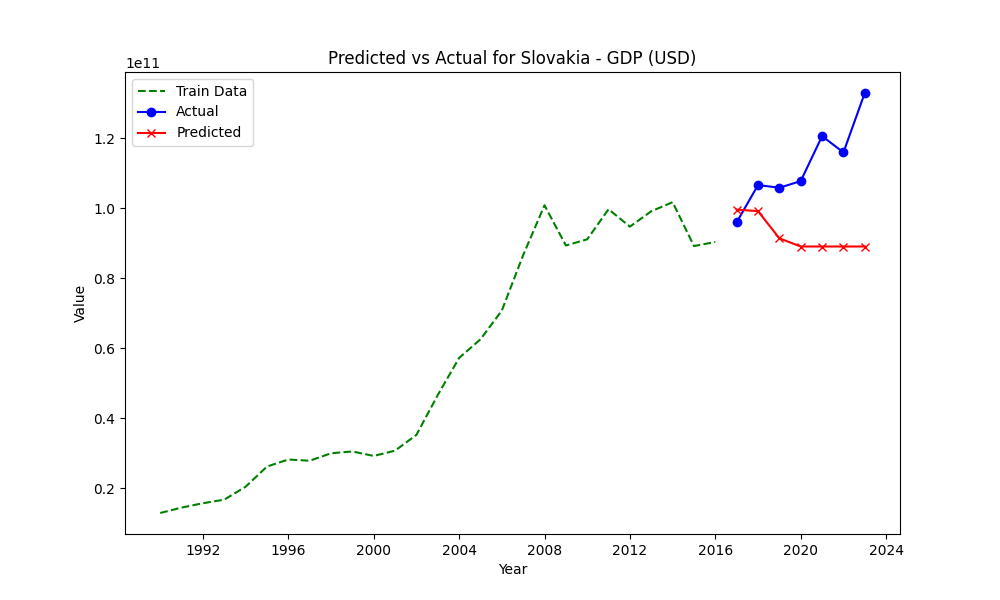 Predicted vs Actual for Slovakia - GDP (USD)
1e11
Train Data
Actual
Predicted
1.2
1.0
0.8
0.6
0.4
0.2
Value
1992 1996 2000 2004 2008 2012 2016 2020 2024
Year